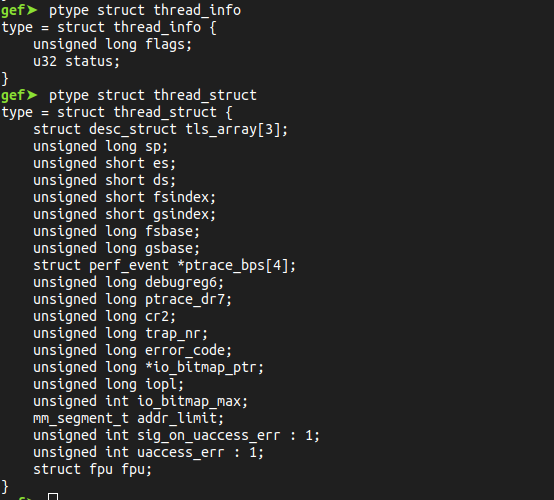 gef➤  ptype struct thread_info
type = struct thread_info {
    unsigned long flags;
    u32 status;
}
gef➤  ptype struct thread_struct
type = struct thread_struct {
    struct desc_struct tls_array[3];
    unsigned long sp;
    unsigned short es;
    unsigned short ds;
    unsigned short fsindex;
    unsigned short gsindex;
    unsigned long fsbase;
    unsigned long gsbase;
    struct perf_event *ptrace_bps[4];
    unsigned long debugreg6;
    unsigned long ptrace_dr7;
    unsigned long cr2;
    unsigned long trap_nr;
    unsigned long error_code;
    unsigned long *io_bitmap_ptr;
    unsigned long iopl;
    unsigned int io_bitmap_max;
    mm_segment_t addr_limit;
    unsigned int sig_on_uaccess_err : 1;
    unsigned int uaccess_err : 1;
    struct fpu fpu;
}
gef➤